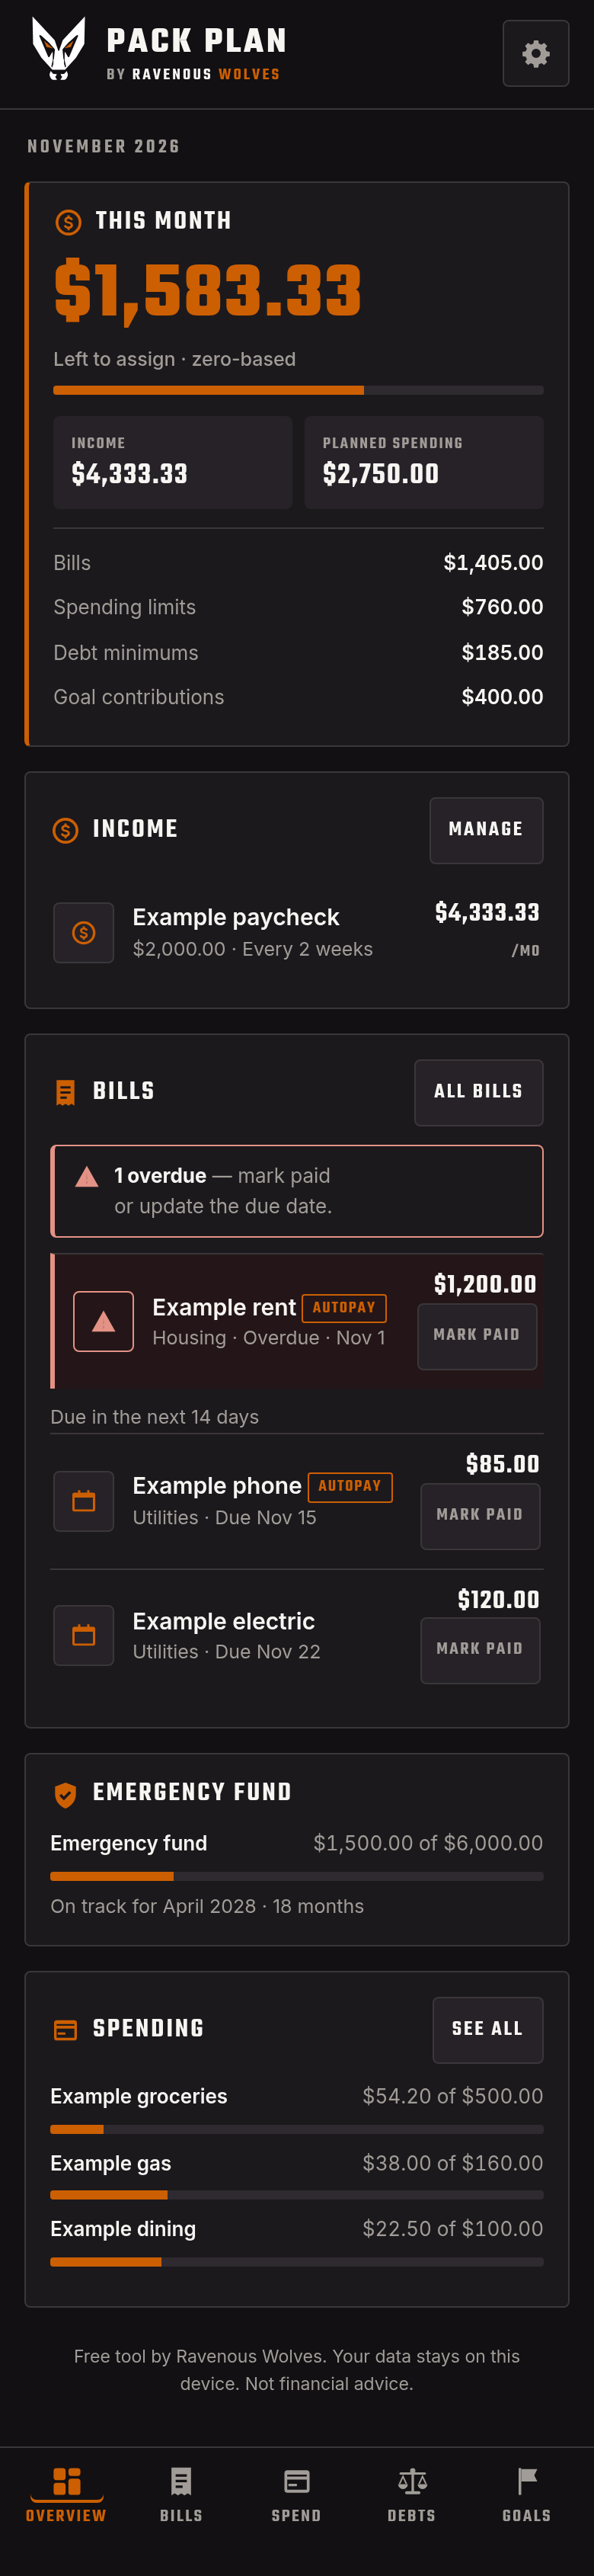 PACK PLAN
BY RAVENOUS WOLVES
NOVEMBER 2026
THIS MONTH
$1,583.33
Left to assign · zero-based
INCOME
$4,333.33
PLANNED SPENDING
$2,750.00
Bills $1,405.00
Spending limits $760.00
Debt minimums $185.00
Goal contributions $400.00
INCOME
MANAGE
Example paycheck
$2,000.00 · Every 2 weeks
$4,333.33
/MO
BILLS
ALL BILLS
1 overdue — mark paid
or update the due date.
Example rent AUTOPAY
Housing · Overdue · Nov 1
$1,200.00
MARK PAID
Due in the next 14 days
Example phone AUTOPAY
Utilities · Due Nov 15
$85.00
MARK PAID
Example electric
Utilities · Due Nov 22
$120.00
MARK PAID
EMERGENCY FUND
Emergency fund $1,500.00 of $6,000.00
On track for April 2028 · 18 months
SPENDING
SEE ALL
Example groceries $54.20 of $500.00
Example gas $38.00 of $160.00
Example dining $22.50 of $100.00
Free tool by Ravenous Wolves. Your data stays on this
device. Not financial advice.
OVERVIEW BILLS SPEND DEBTS GOALS